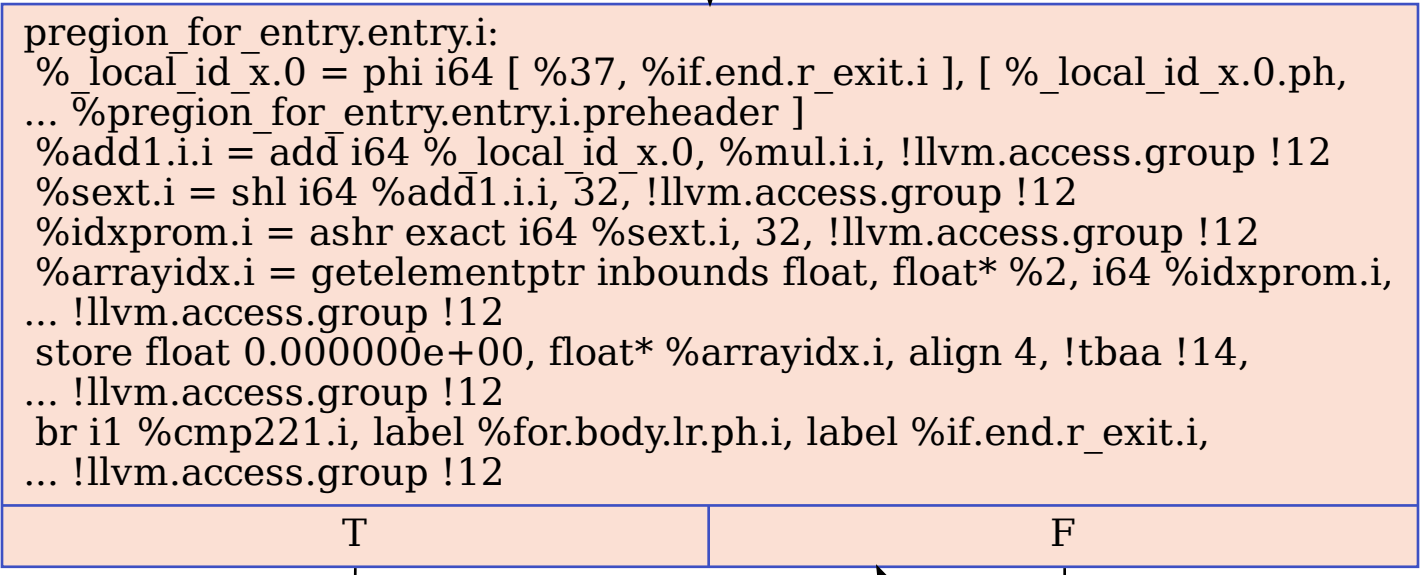 pregion_for_entry.entry.i:
%_local_id_x.0 = phi i64 [ %37, %if.end.r_exit.i ], [ %_local_id_x.0.ph,
... %pregion_for_entry.entry.i.preheader ]
%add1.i.i = add i64 %_local_id_x.0, %mul.i.i, !llvm.access.group !12
%sext.i = shl i64 %add1.i.i, 32, !llvm.access.group !12
%idxprom.i = ashr exact i64 %sext.i, 32, !llvm.access.group !12
%arrayidx.i = getelementptr inbounds float, float* %2, i64 %idxprom.i,
... !llvm.access.group !12
store float 0.000000e+00, float* %arrayidx.i, align 4, !tbaa !14,
... !llvm.access.group !12
br i1 %cmp221.i, label %for.body.lr.ph.i, label %if.end.r_exit.i,
... !llvm.access.group !12
T
F